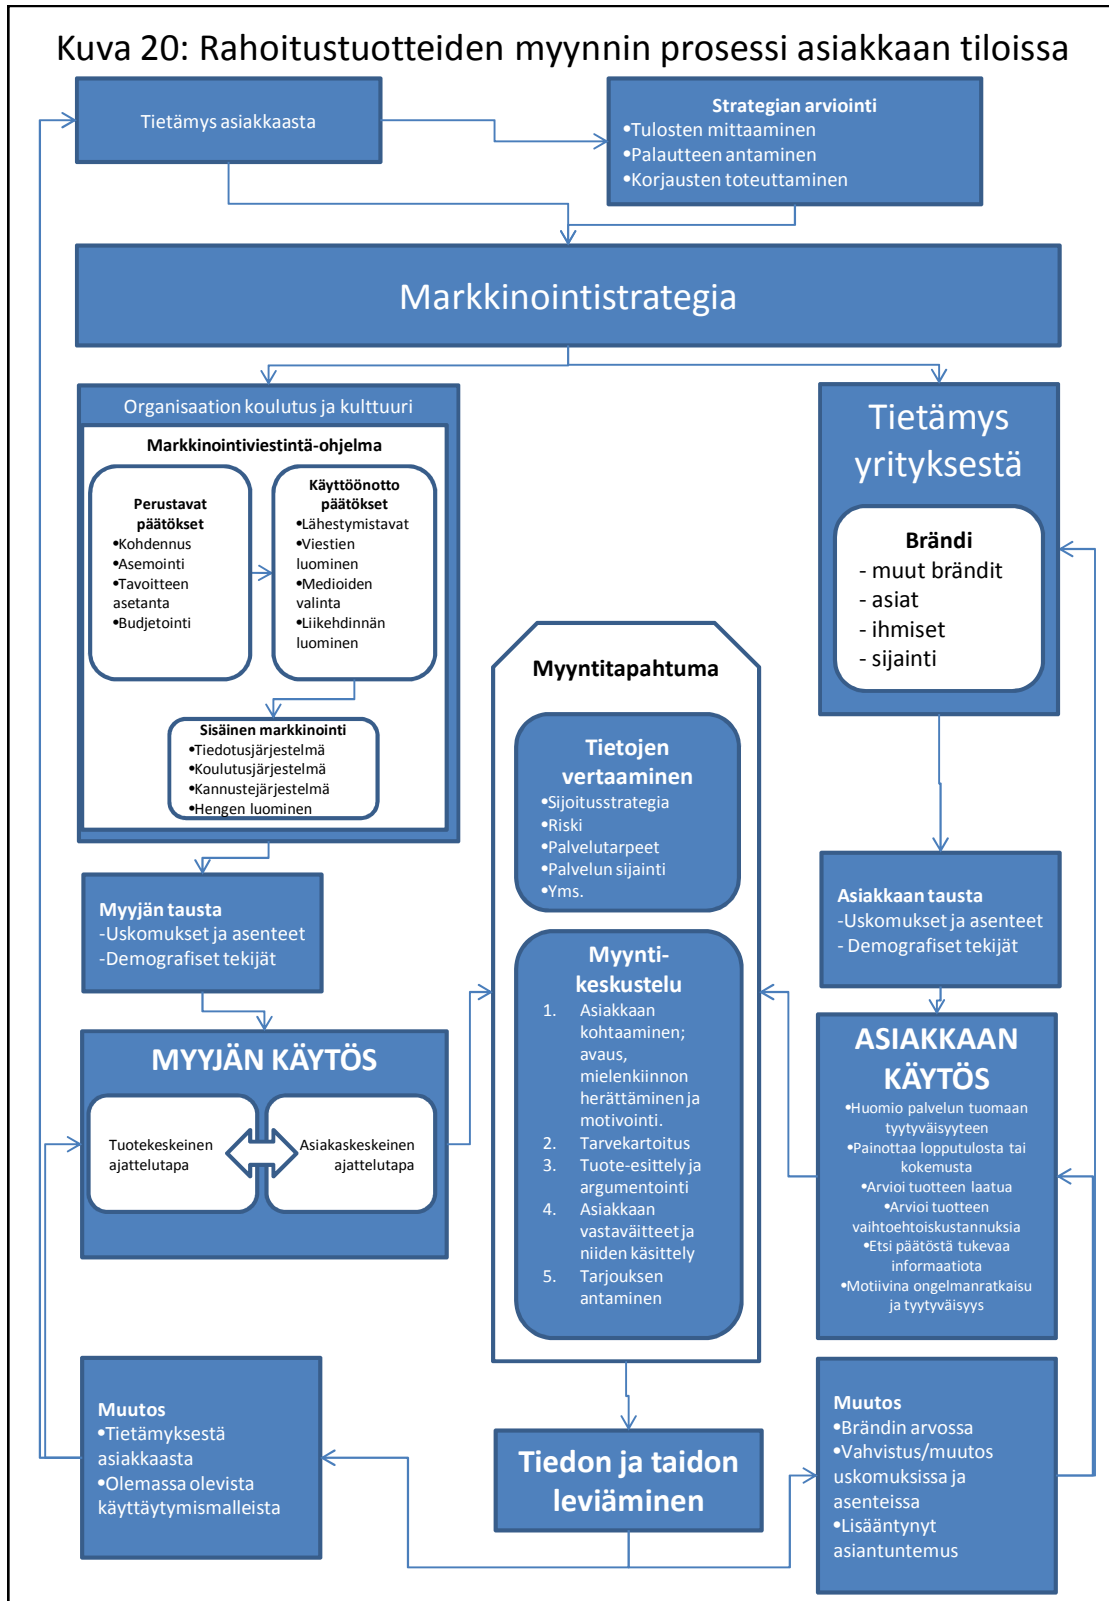 Kuva 20: Rahoitustuotteiden myynnin prosessi asiakkaan tiloissa
Tietämys asiakkaasta
Strategian arviointi
•Tulosten mittaaminen
•Palautteen antaminen
•Korjausten toteuttaminen
Markkinointistrategia
Organisaation koulutus ja kulttuuri
Markkinointiviestintä-ohjelma
Perustavat
päätökset
•Kohdennus
•Asemointi
•Tavoitteen
asetanta
•Budjetointi
Käyttöönotto
päätökset
•Lähestymistavat
•Viestien
luominen
•Medioiden
valinta
•Liikehdinnän
luominen
Sisäinen markkinointi
•Tiedotusjärjestelmä
•Koulutusjärjestelmä
•Kannustejärjestelmä
•Hengen luominen
Tietämys
yrityksestä
Brändi
- muut brändit
- asiat
- ihmiset
- sijainti
Myyntitapahtuma
Tietojen
vertaaminen
•Sijoitusstrategia
•Riski
•Palvelutarpeet
•Palvelun sijainti
•Yms.
Myynti-
keskustelu
1. Asiakkaan
kohtaaminen;
avaus,
mielenkiinnon
herättäminen ja
motivointi.
2. Tarvekartoitus
3. Tuote-esittely ja
argumentointi
4. Asiakkaan
vastaväitteet ja
niiden käsittely
5. Tarjouksen
antaminen
Myyjän tausta
-Uskomukset ja asenteet
-Demografiset tekijät
MYYJÄN KÄYTÖS
Tuotekeskeinen
ajattelutapa
Asiakaskeskeinen
ajattelutapa
Asiakkaan tausta
-Uskomukset ja asenteet
- Demografiset tekijät
ASIAKKAAN
KÄYTÖS
•Huomio palvelun tuomaan
tyytyväisyyteen
•Painottaa lopputulosta tai
kokemusta
•Arvioi tuotteen laatua
•Arvioi tuotteen
vaihtoehtoiskustannuksia
•Etsi päätöstä tukevaa
informaatiota
•Motiivina ongelmanratkaisu
ja tyytyväisyys
Muutos
•Tietämyksestä
asiakkaasta
•Olemassa olevista
käyttäytymismalleista
Tiedon ja taidon
leviäminen
Muutos
•Brändin arvossa
•Vahvistus/muutos
uskomuksissa ja
asenteissa
•Lisääntynyt
asiantuntemus